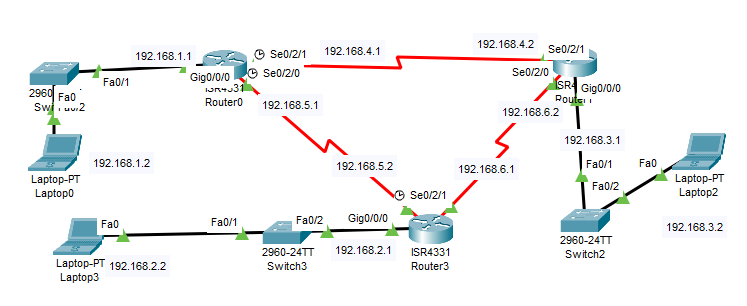 192.168.1.1
Se0/2/1
192.168.4.1
192.168.4.2
Se0/2/1
Fa0/1
Gig0/0/0
Se0/2/0
Se0/2/0
Gig0/0/0
2960
Fa0
ISR4331
Router0
192.168.5.1
192.168.6.2
192.168.3.1
192.168.1.2
Laptop-PT
Laptop0
192.168.5.2
192.168.6.1
Fa0/1
Fa0
Fa0/2
Laptop-PT
Laptop2
Se0/2/1
Fa0
Fa0/1
Fa0/2
Gig0/0/0
192.168.3.2
2960-24TT
Switch2
Laptop-PT
Laptop3
192.168.2.2
2960-24TT
Switch3
192.168.2.1
ISR4331
Router3